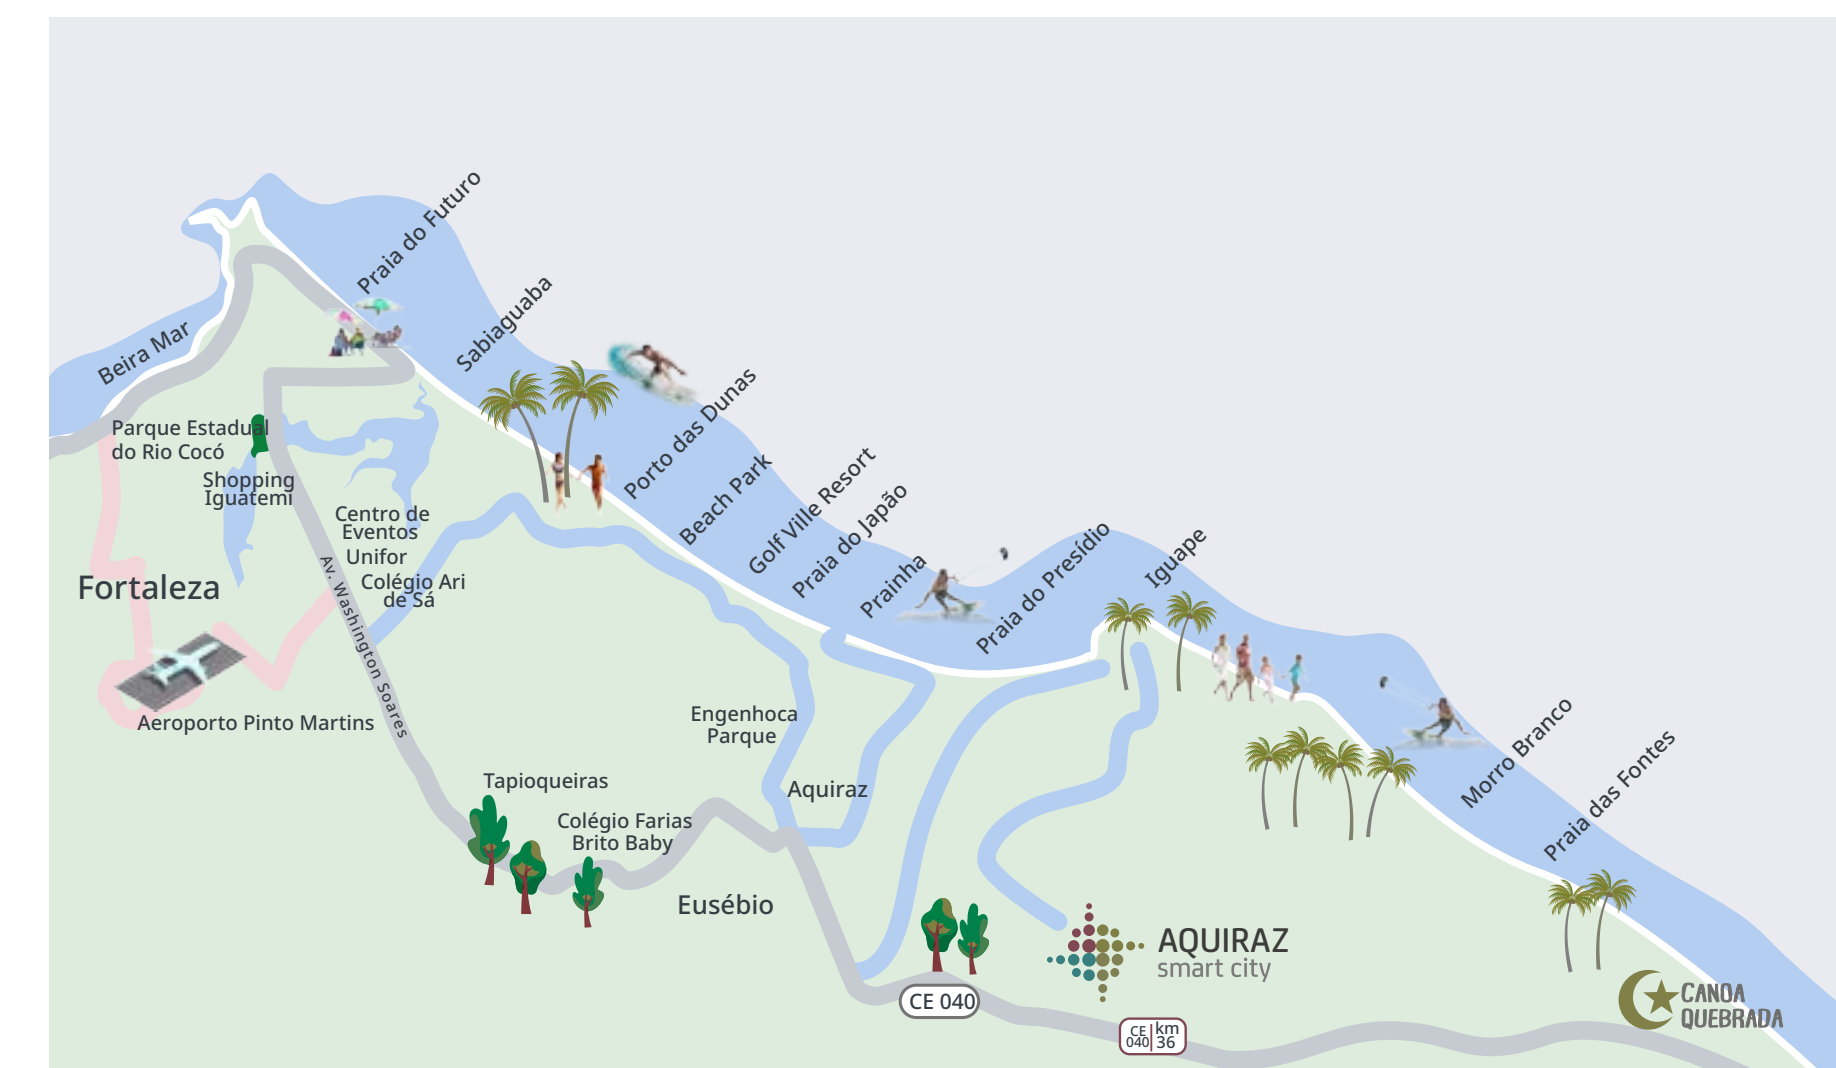 Praia do Futuro
Sabiaguaba
Beira Mar
Porto das Dunas
Beach Park
Golf Ville Resort
Praia do Japão
Prainha
Praia do Presídio
Iguape
Morro Branco
Praia das Fontes
Parque Estadual
do Rio Cocó
Shopping
Iguatemi
Centro de
Eventos
Unifor
Colégio Ari
de Sá
Fortaleza
Av. Washington Soares
Aeroporto Pinto Martins
Engenhoca
Parque
Aquiraz
Tapioqueiras
Colégio Farias
Brito Baby
Eusébio
AQUIRAZ
smart city
CE 040
CE
040
km
36
CANOA
QUEBRADA